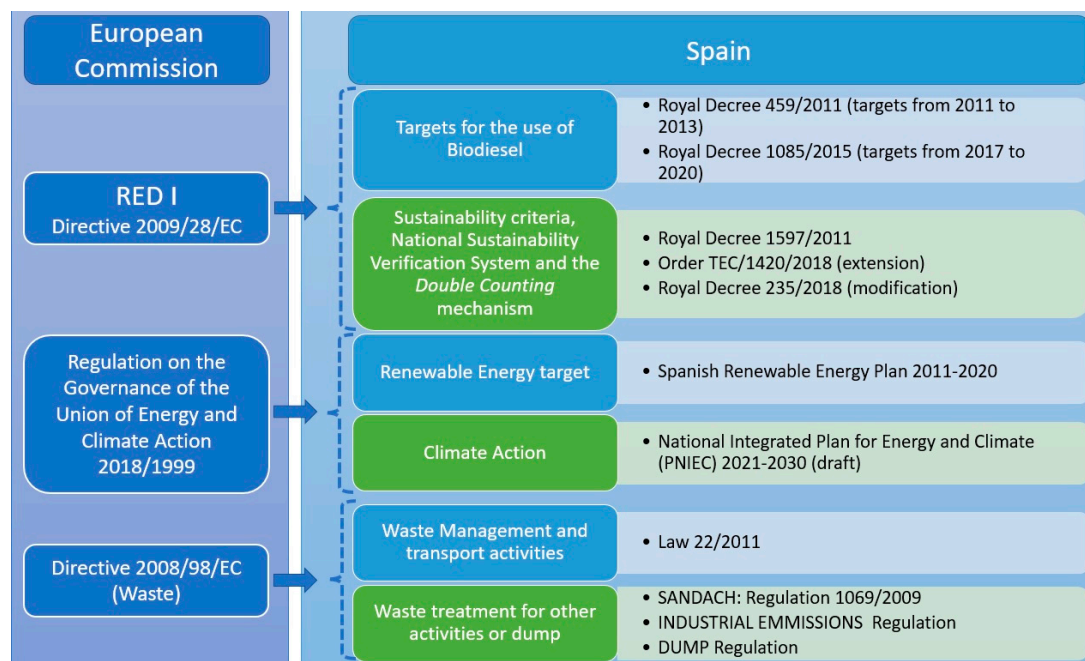 European
Commission
Spain
RED I
Directive 2009/28/EC
Targets for the use of
Biodiesel
• Royal Decree 459/2011 (targets from 2011 to
2013)
• Royal Decree 1085/2015 (targets from 2017 to
2020)
Sustainability criteria,
National Sustainability
Verification System and the
Double Counting
mechanism
• Royal Decree 1597/2011
• Order TEC/1420/2018 (extension)
• Royal Decree 235/2018 (modification)
Regulation on the
Governance of the
Union of Energy and
Climate Action
2018/1999
Renewable Energy target
• Spanish Renewable Energy Plan 2011-2020
Climate Action
• National Integrated Plan for Energy and Climate
(PNIEC) 2021-2030 (draft)
Directive 2008/98/EC
(Waste)
Waste Management and
transport activities
• Law 22/2011
Waste treatment for other
activities or dump
• SANDACH: Regulation 1069/2009
• INDUSTRIAL EMMISSIONS Regulation
• DUMP Regulation